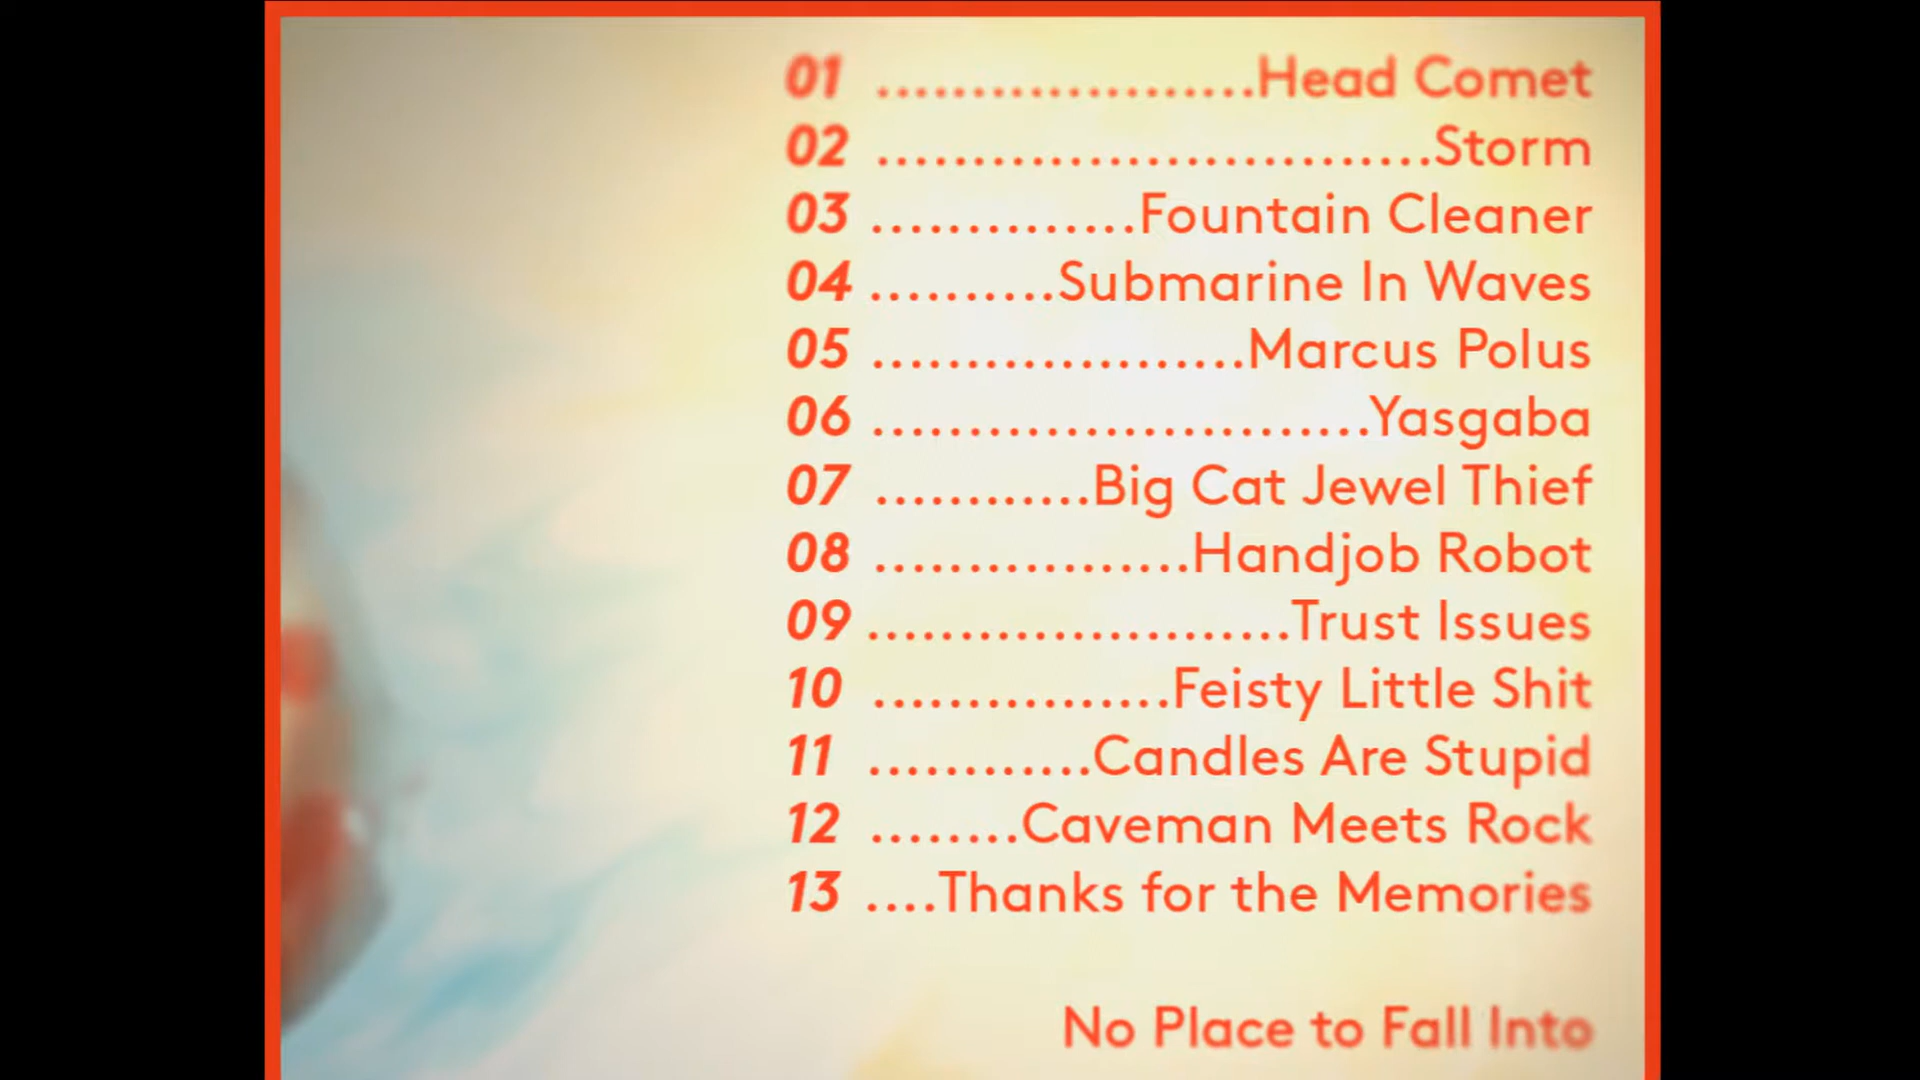 01 ....................Head Comet
02 .............................Storm
03 ..............Fountain Cleaner
04 ..........Submarine In Waves
05 ....................Marcus Polus
06 ..........................Yasgaba
07 ............Big Cat Jewel Thief
08 .................Handjob Robot
09 .......................Trust Issues
10 ................Feisty Little Shit
11 ............Candles Are Stupid
12 ........Caveman Meets Rock
13 ....Thanks for the Memories
No Place to Fall Into